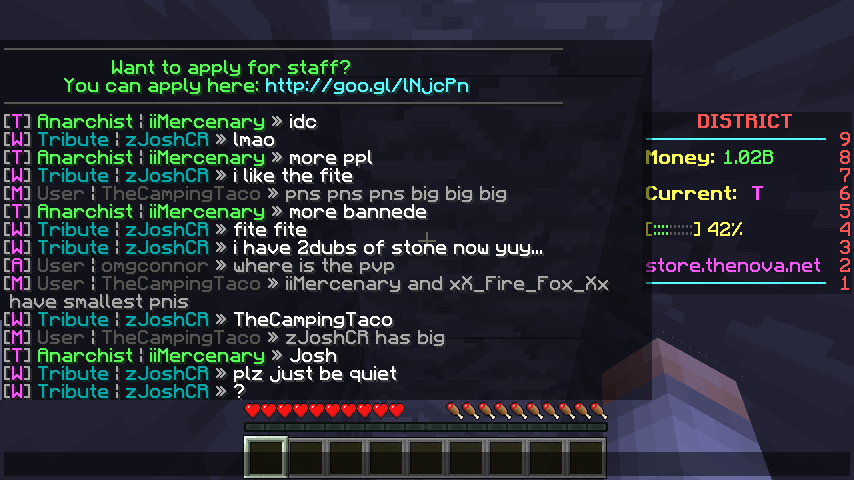 Want to apply for staff?
You can apply here: http://goo.gl/lNjcPn
[T] Anarchist ¦ iiMercenary » idc
[W] Tribute ¦ zJoshCR » lmao
[T] Anarchist ¦ iiMercenary » more ppl
[W] Tribute ¦ zJoshCR » i like the fite
[M] User ¦ TheCampingTaco » pns pns pns big big big
[T] Anarchist ¦ iiMercenary » more bannede
[W] Tribute ¦ zJoshCR » fite fite
[W] Tribute ¦ zJoshCR » i have 2dubs of stone now yuy...
[A] User ¦ omgconnor » where is the pvp
[M] User ¦ TheCampingTaco » iiMercenary and xX_Fire_Fox_Xx
have smallest pnis
[W] Tribute ¦ zJoshCR » TheCampingTaco
[M] User ¦ TheCampingTaco » zJoshCR has big
[T] Anarchist ¦ iiMercenary » Josh
[W] Tribute ¦ zJoshCR » plz just be quiet
[W] Tribute ¦ zJoshCR » ?
DISTRICT
9
Money: 1.02B 8
7
Current: T 6
5
[::::::::::] 42% 4
3
store.thenova.net 2
1